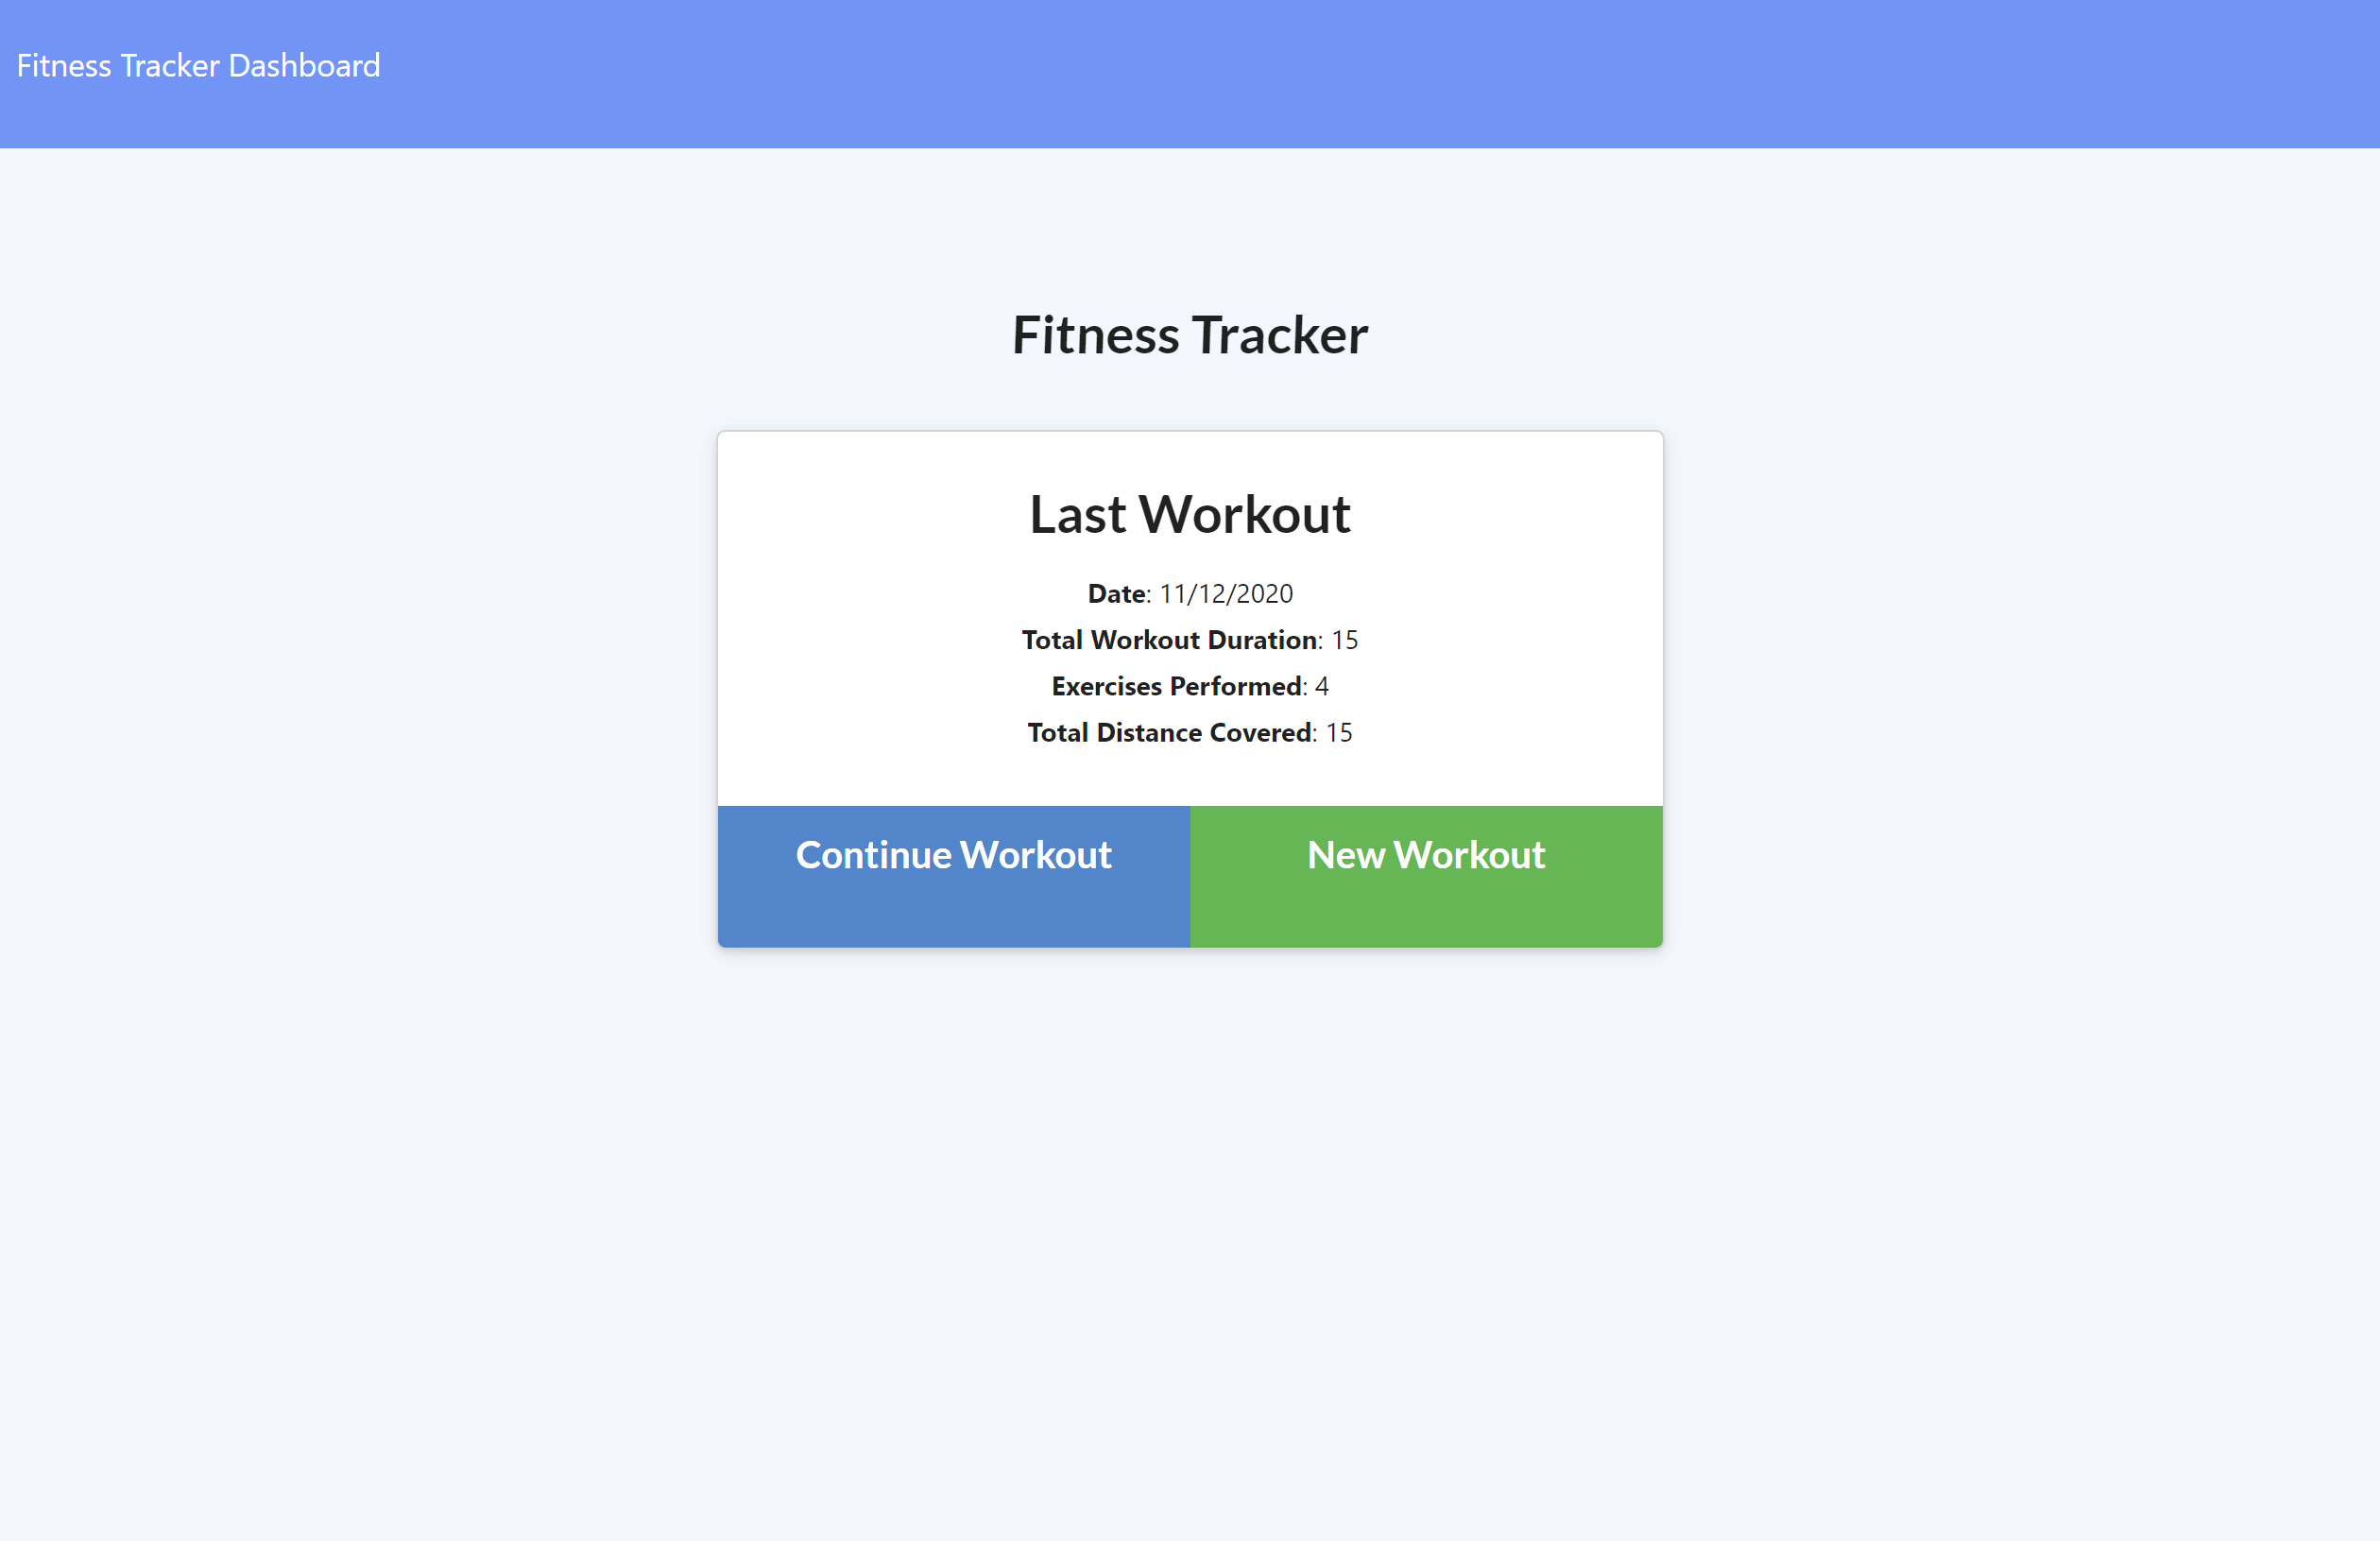 Fitness Tracker Dashboard
Fitness Tracker
Last Workout
Date: 11/12/2020
Total Workout Duration: 15
Exercises Performed: 4
Total Distance Covered: 15
Continue Workout
New Workout